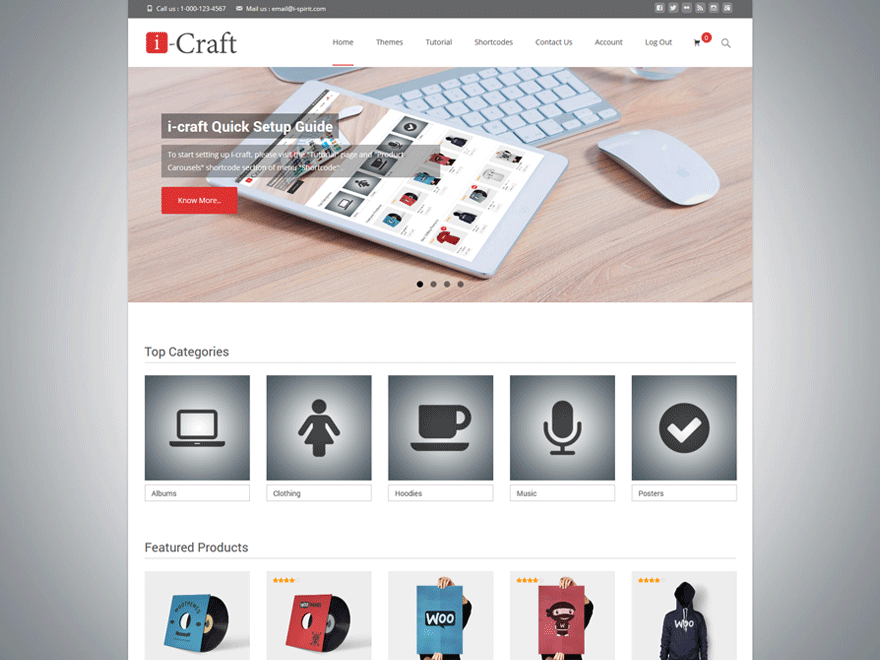 Call us : 1-000-123-4567 Mail us : email@i-spirit.com
i-Craft
Home Themes Tutorial Shortcodes Contact Us Account Log Out 0
i-craft Quick Setup Guide
To start setting up i-craft, please visit the "Tutorial" page and "Product
Carousels" shortcode section of menu "Shortcode".
Know More..
Top Categories
Albums Clothing Hoodies Music Posters
Featured Products
WOOTHEMES
WOOTHEMES
WOO
W
WOO